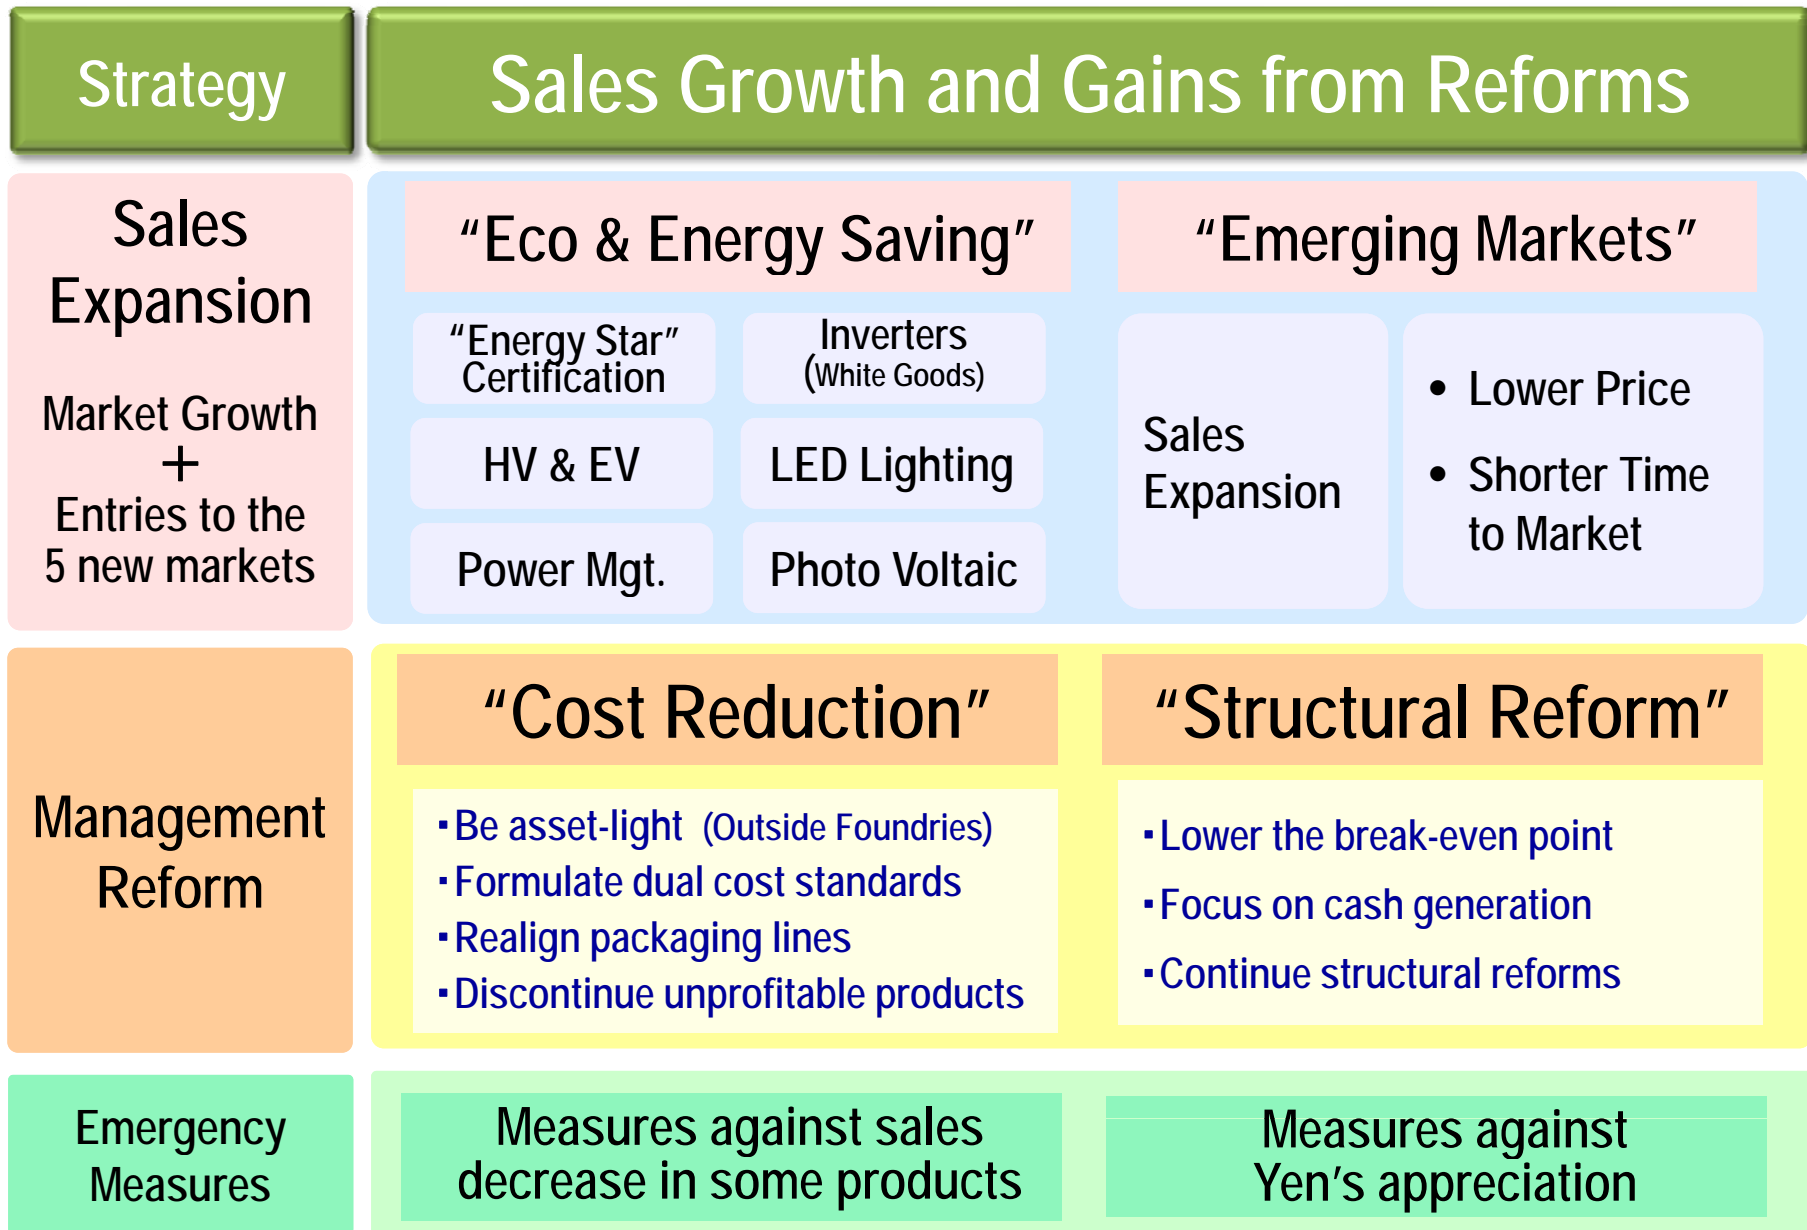 Strategy
Sales Growth and Gains from Reforms
Sales
Expansion
Market Growth
+
Entries to the
5 new markets
“Eco & Energy Saving”
“Energy Star”
Certification
Inverters
(White Goods)
HV & EV
LED Lighting
Power Mgt.
Photo Voltaic
“Emerging Markets”
Sales
Expansion
• Lower Price
• Shorter Time
to Market
Management
Reform
“Cost Reduction”
▪Be asset-light (Outside Foundries)
▪Formulate dual cost standards
▪Realign packaging lines
▪Discontinue unprofitable products
“Structural Reform”
▪Lower the break-even point
▪Focus on cash generation
▪Continue structural reforms
Emergency
Measures
Measures against sales
decrease in some products
Measures against
Yen’s appreciation